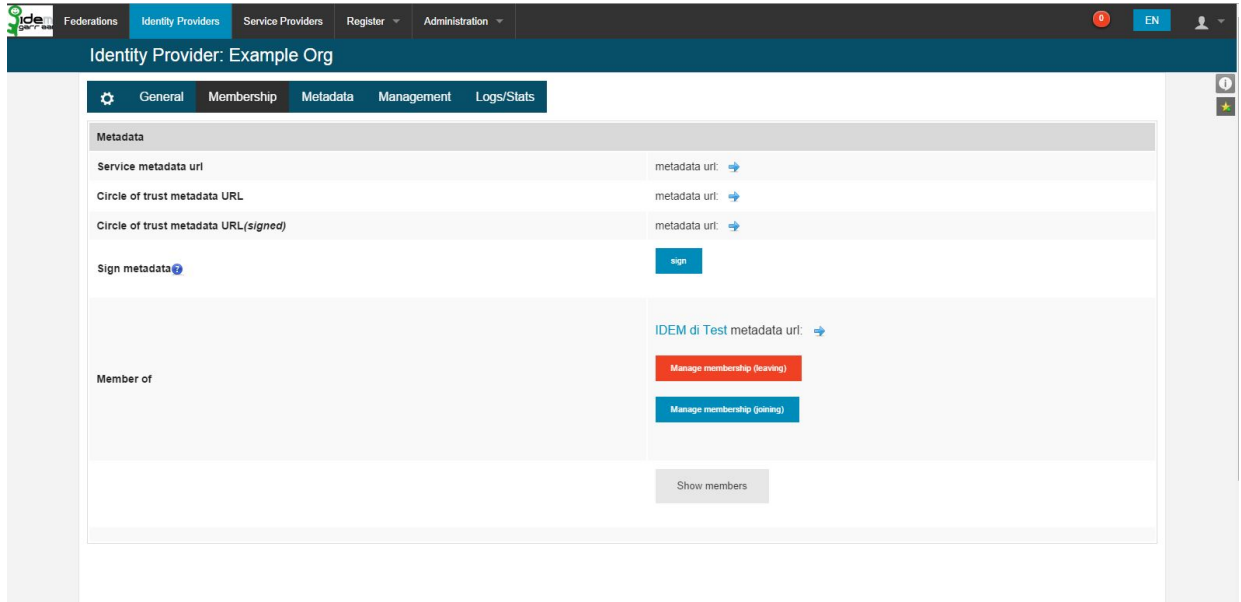 idem
garr aai
Federations Identity Providers Service Providers Register Administration 0 EN
Identity Provider: Example Org
General Membership Metadata Management Logs/Stats
Metadata
Service metadata url metadata url:
Circle of trust metadata URL metadata url:
Circle of trust metadata URL(signed) metadata url:
Sign metadata? sign
IDEM di Test metadata url:
Manage membership (leaving)
Member of
Manage membership (joining)
Show members